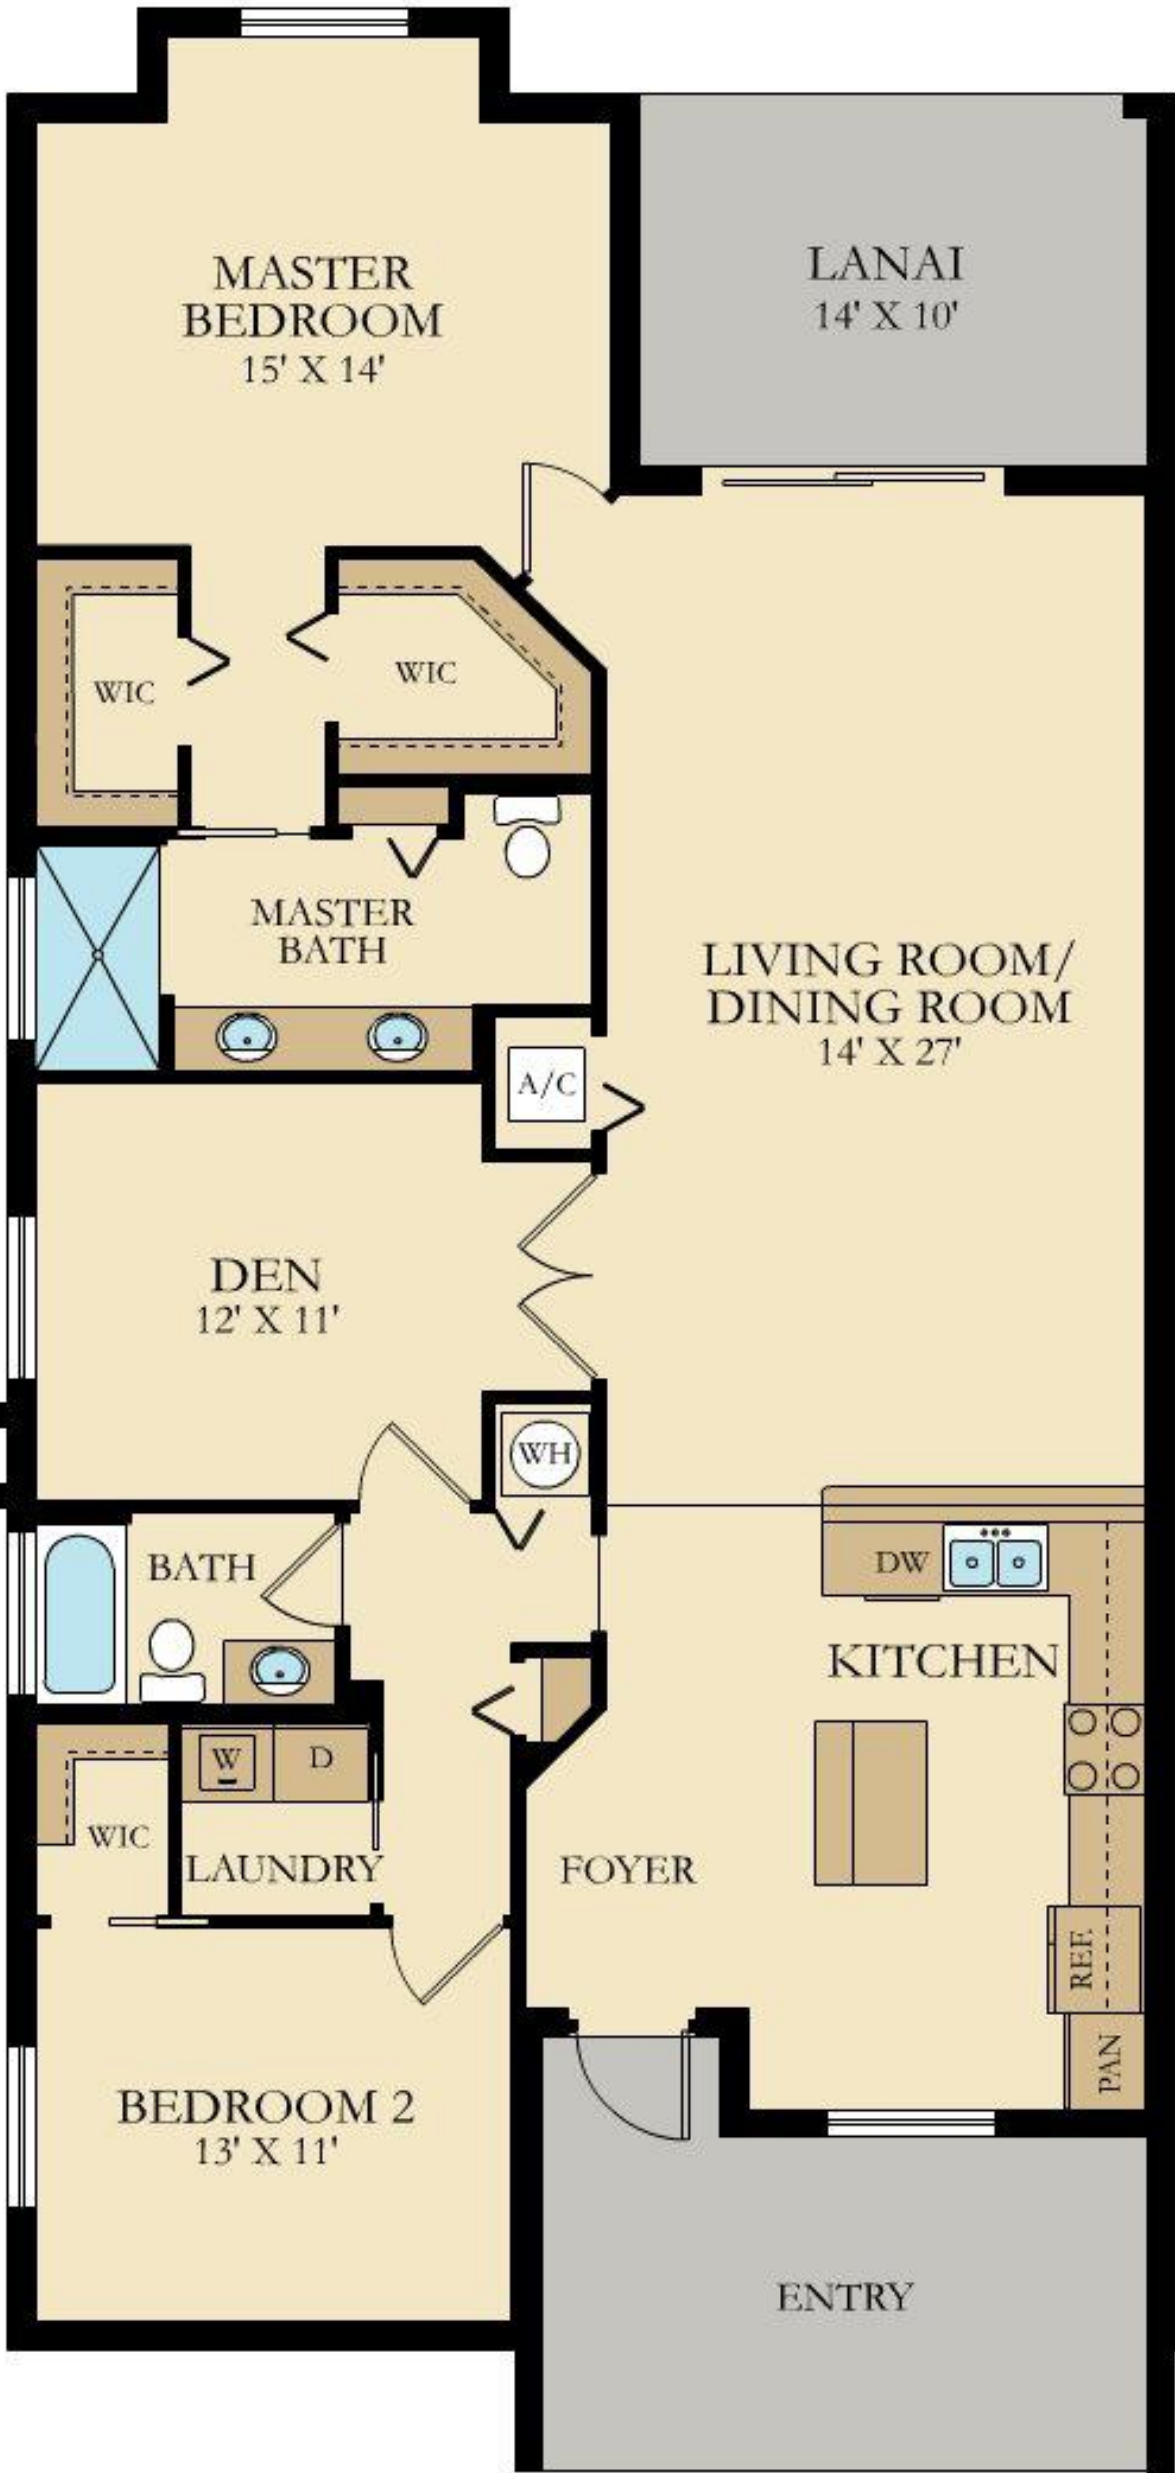 MASTER
BEDROOM
15' X 14'
LANAI
14' X 10'
WIC
WIC
MASTER
BATH
LIVING ROOM/
DINING ROOM
14' X 27'
A/C
DEN
12' X 11'
WH
BATH
DW
KITCHEN
W
D
WIC
LAUNDRY
FOYER
REF.
PAN
BEDROOM 2
13' X 11'
ENTRY